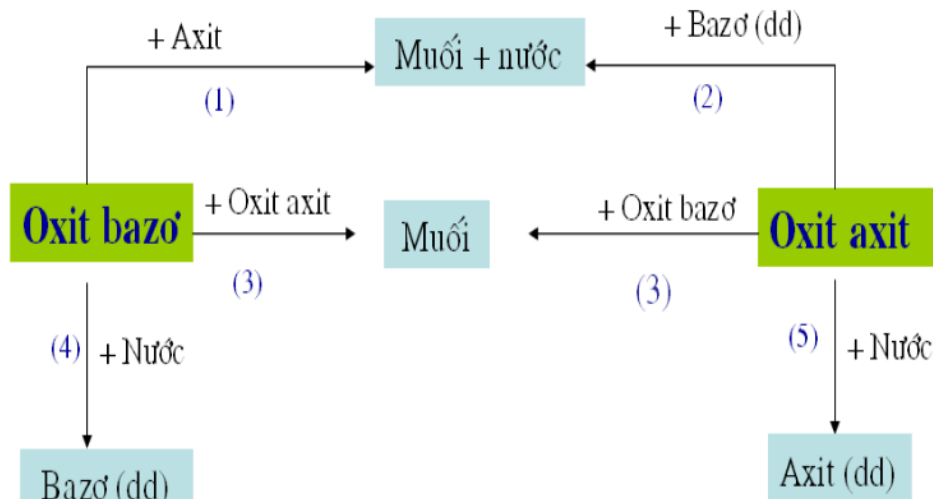 + Axit
Muối + nước
+ Bazơ (dd)
(1)
(2)
Oxit bazơ
+ Oxit axit
Muối
+ Oxit bazơ
Oxit axit
(3)
(3)
(4)
+ Nước
(5)
+ Nước
Bazơ (dd)
Axit (dd)